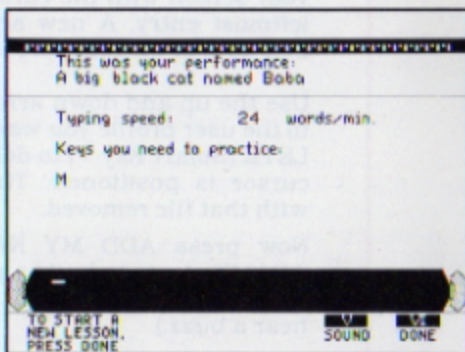 This was your performance:
A big black cat named Baba
Typing speed: 24 words/min.
Keys you need to practice:
M
TO START A
NEW LESSON,
PRESS DONE
SOUND DONE